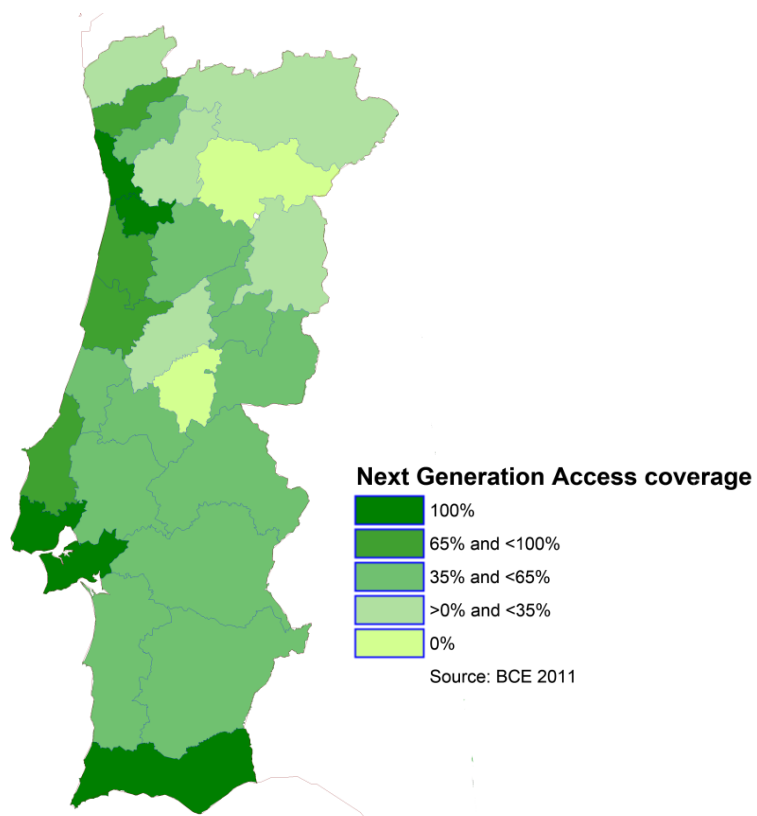 Next Generation Access coverage
100%
65% and <100%
35% and <65%
>0% and <35%
0%
Source: BCE 2011